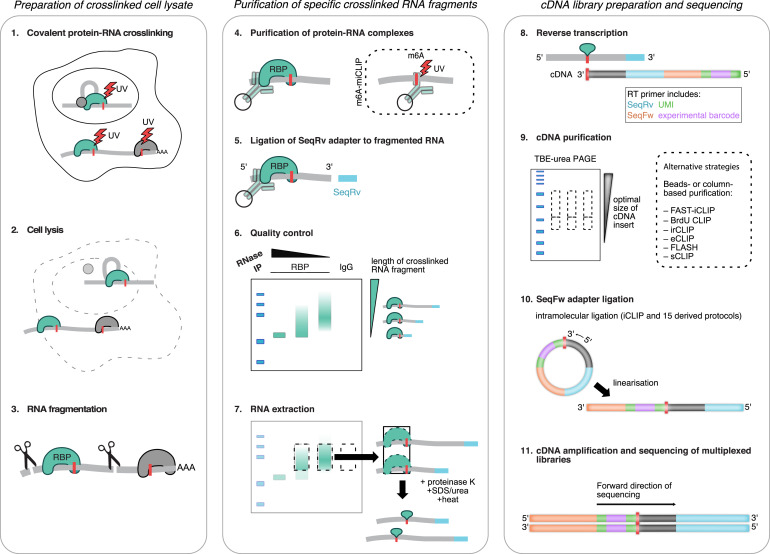 Preparation of crosslinked cell lysate
1. Covalent protein-RNA crosslinking
UV
UV
UV
AAA
2. Cell lysis
AAA
3. RNA fragmentation
RBP
AAA
Purification of specific crosslinked RNA fragments
4. Purification of protein-RNA complexes
RBP
m6A-miCLIP
m6A
UV
5. Ligation of SeqRv adapter to fragmented RNA
5'
RBP
3'
SeqRv
6. Quality control
RNase
IP
RBP
IgG
length of crosslinked
RNA fragment
7. RNA extraction
+ proteinase K
+SDS/urea
+heat
cDNA library preparation and sequencing
8. Reverse transcription
5'
3'
cDNA
3'
RT primer includes:
SeqRv UMI
SeqFw experimental barcode
9. cDNA purification
TBE-urea PAGE
optimal
size of
cDNA
insert
Alternative strategies
Beads- or column-
based purification:
– FAST-iCLIP
– BrdU CLIP
– irCLIP
– eCLIP
– FLASH
– sCLIP
10. SeqFw adapter ligation
intramolecular ligation (iCLIP and 15 derived protocols)
3'
5'
linearisation
3'
5'
11. cDNA amplification and sequencing of multiplexed
libraries
Forward direction of
sequencing
5'
3'
3'
5'